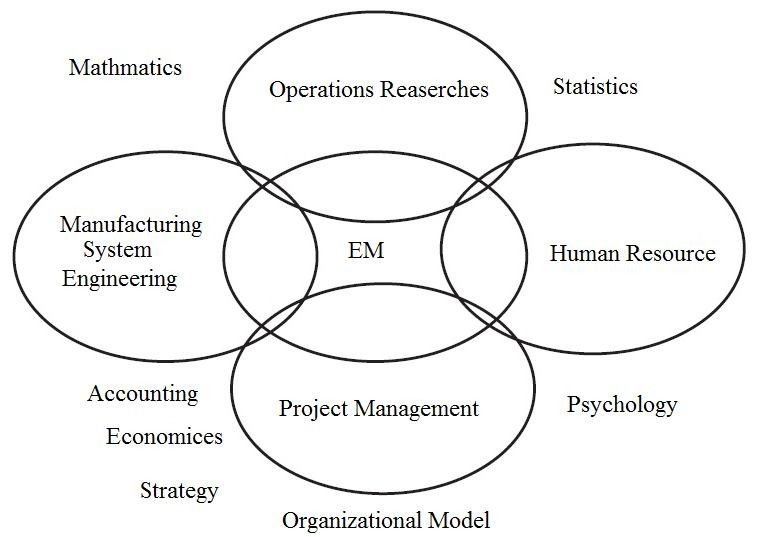 Mathmatics
Operations Reaserches
Statistics
Manufacturing
System
Engineering
EM
Human Resource
Accounting
Project Management
Psychology
Economices
Strategy
Organizational Model